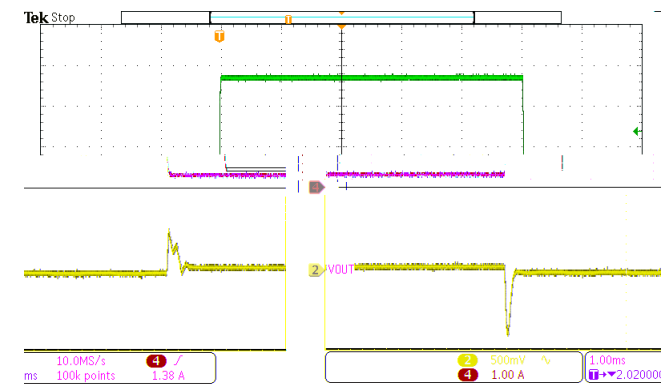 Tek Stop
T
T
4
2 VOUT
10.0MS/s 4
ms 100k points 1.38 A
2 500mV 1.00ms
4 1.00 A T→▼2.02000